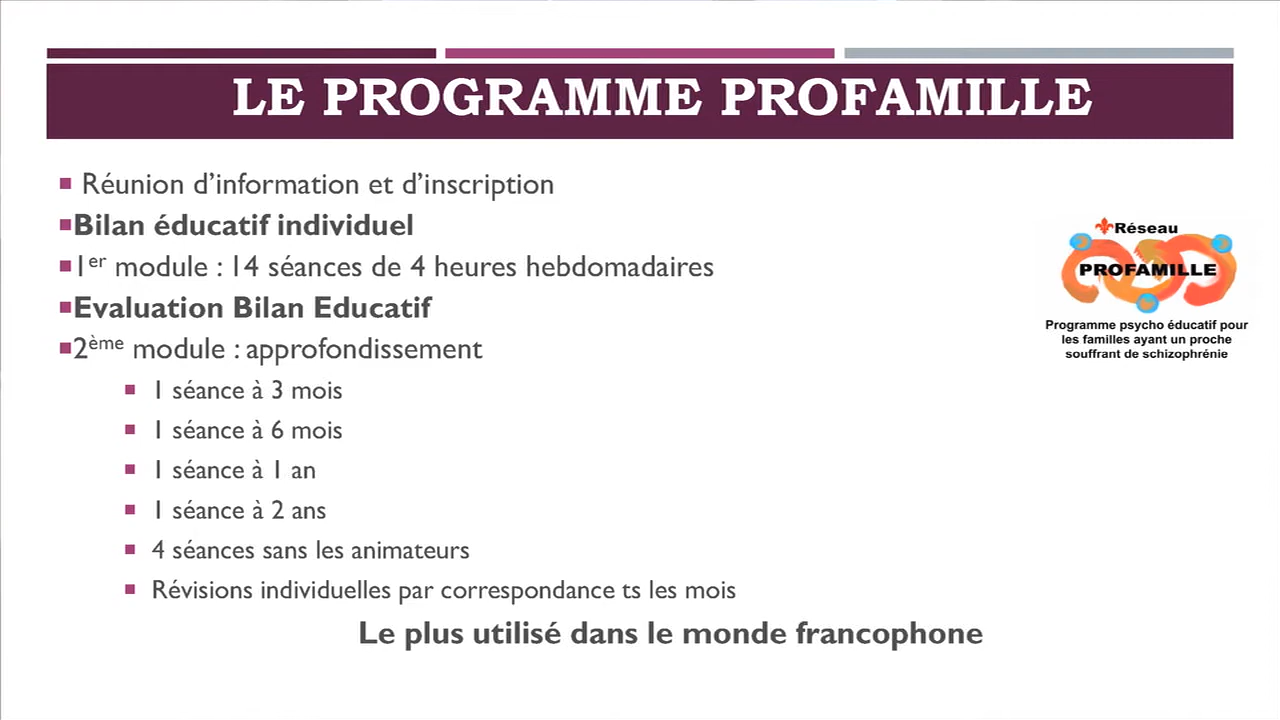 LE PROGRAMME PROFAMILLE
Réunion d’information et d’inscription
Bilan éducatif individuel
1er module : 14 séances de 4 heures hebdomadaires
Evaluation Bilan Educatif
2ème module : approfondissement
1 séance à 3 mois
1 séance à 6 mois
1 séance à 1 an
1 séance à 2 ans
4 séances sans les animateurs
Révisions individuelles par correspondance ts les mois
Le plus utilisé dans le monde francophone
Réseau
PROFAMILLE
Programme psycho éducatif pour
les familles ayant un proche
souffrant de schizophrénie